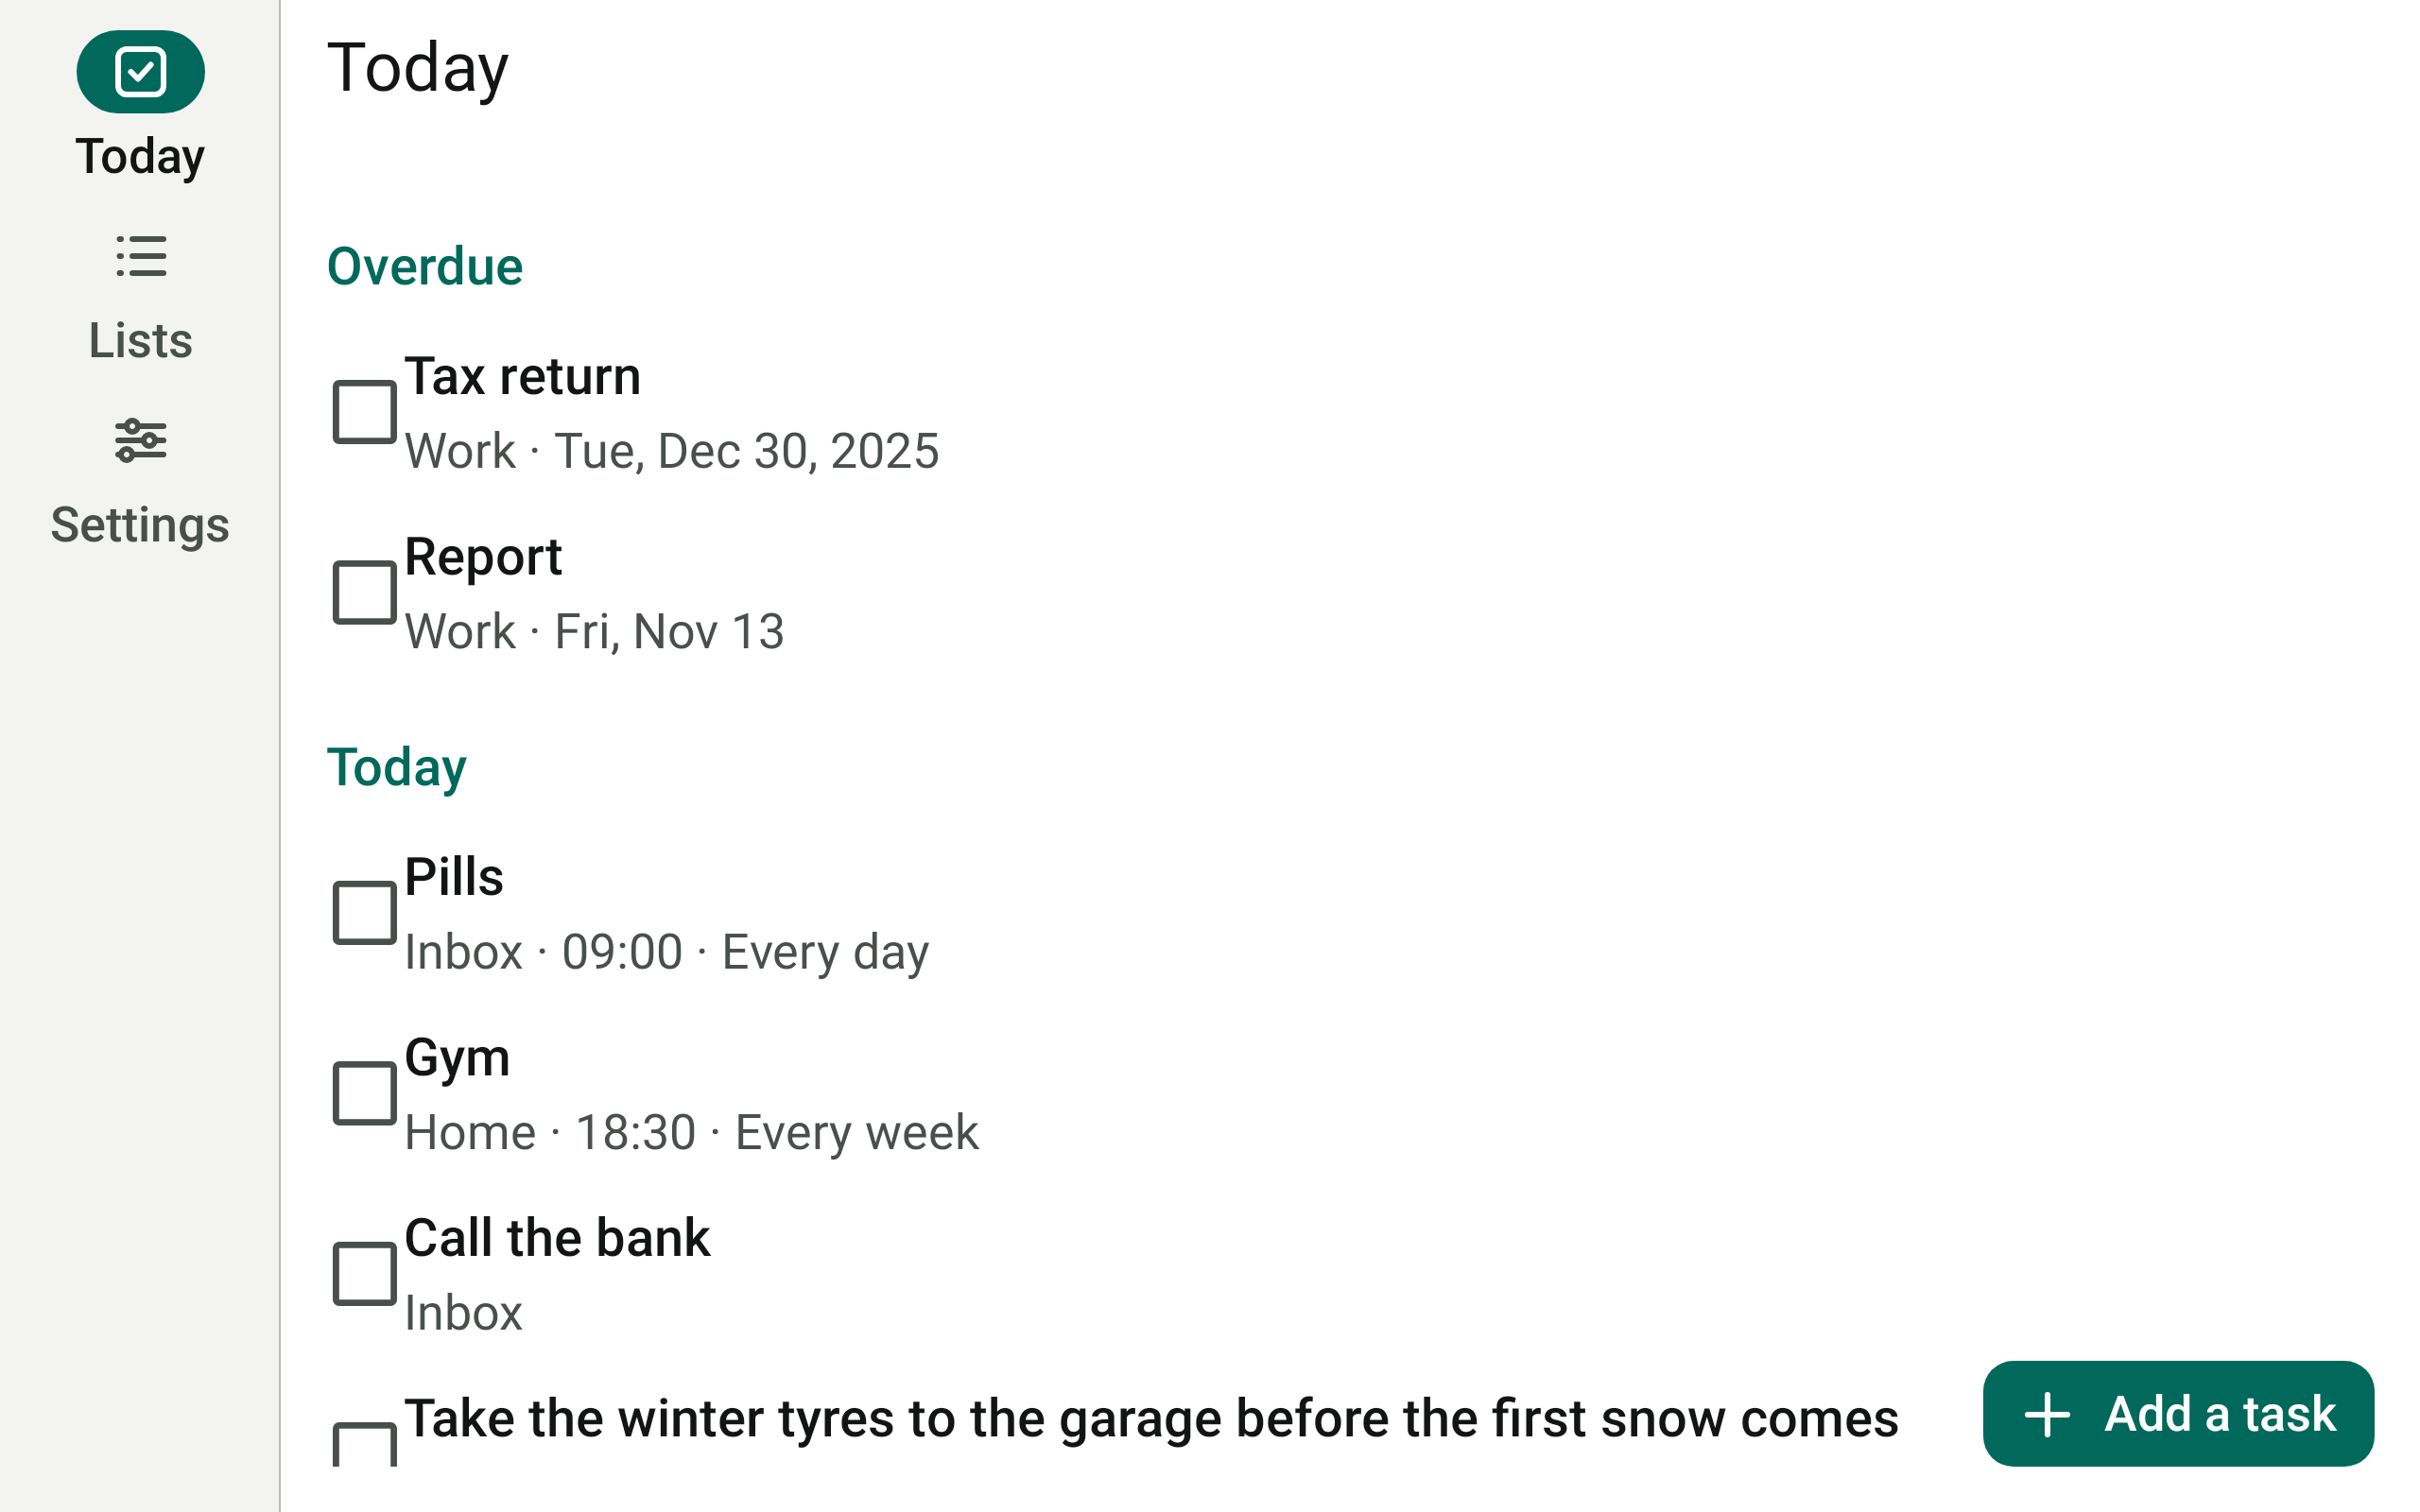 Today
Lists
Settings
Today
Overdue
Tax return
Work · Tue, Dec 30, 2025
Report
Work · Fri, Nov 13
Today
Pills
Inbox · 09:00 · Every day
Gym
Home · 18:30 · Every week
Call the bank
Inbox
Take the winter tyres to the garage before the first snow comes
Add a task